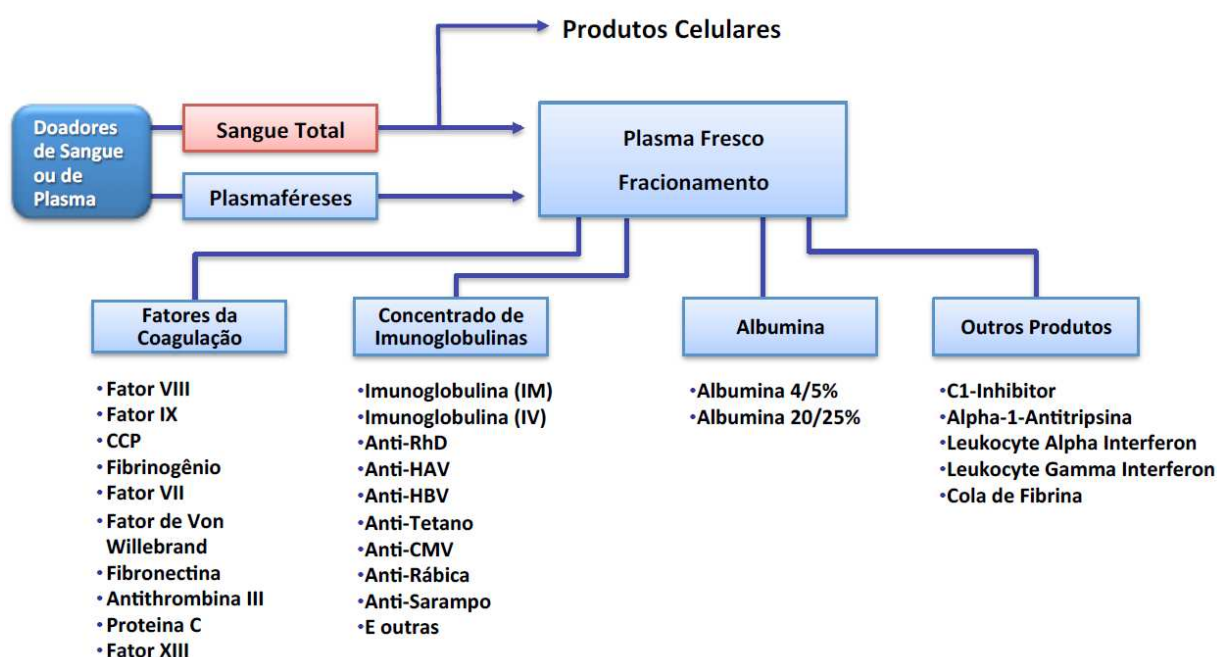 Produtos Celulares
Doadores
de Sangue
ou de
Plasma
Sangue Total
Plasmaféreses
Plasma Fresco
Fracionamento
Fatores da
Coagulação
• Fator VIII
• Fator IX
• CCP
• Fibrinogênio
• Fator VII
• Fator de Von
Willebrand
• Fibronectina
• Antithrombina III
• Proteina C
• Fator XIII
Concentrado de
Imunoglobulinas
•Imunoglobulina (IM)
•Imunoglobulina (IV)
•Anti-RhD
•Anti-HAV
•Anti-HBV
•Anti-Tetano
•Anti-CMV
•Anti-Rábica
•Anti-Sarampo
•E outras
Albumina
•Albumina 4/5%
•Albumina 20/25%
Outros Produtos
•C1-Inhibitor
•Alpha-1-Antitripsina
•Leukocyte Alpha Interferon
•Leukocyte Gamma Interferon
•Cola de Fibrina